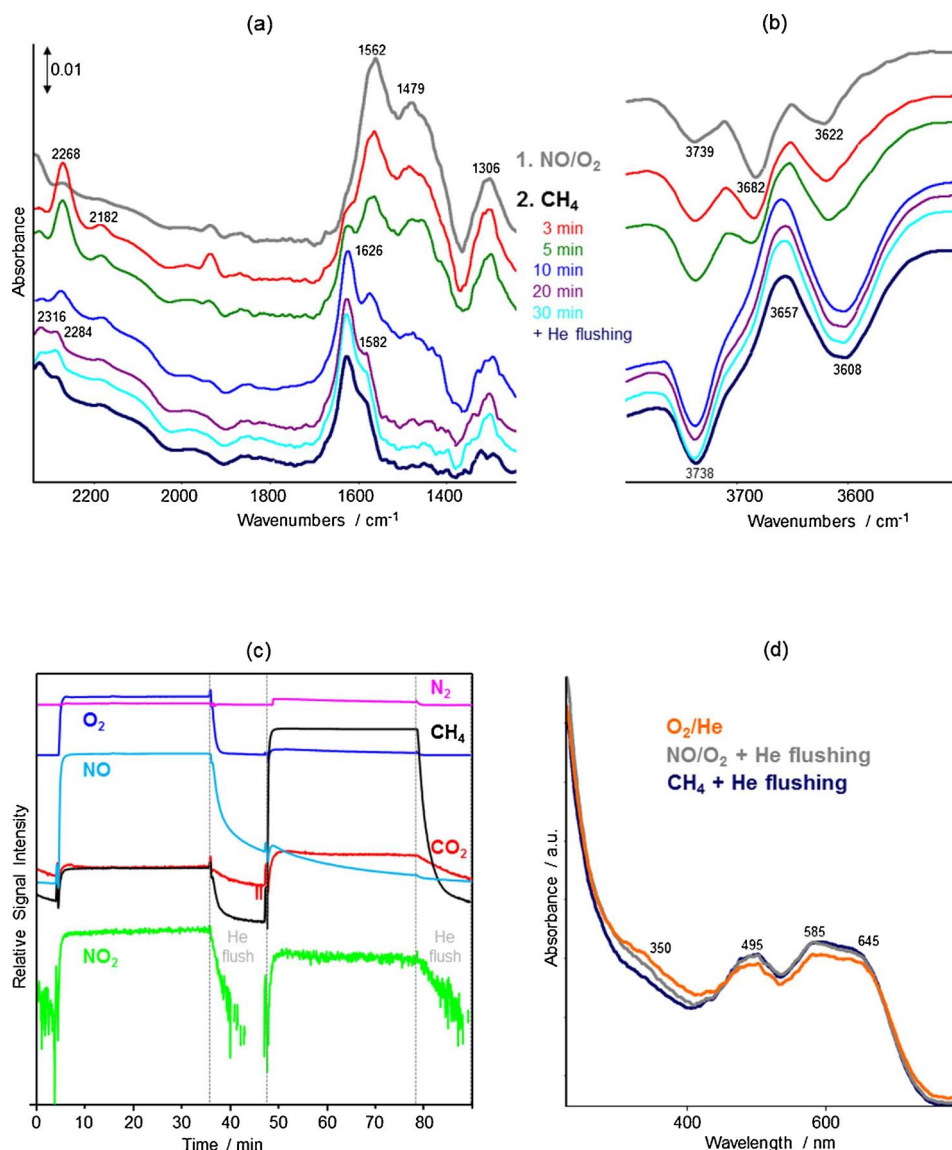 (a)
(b)
0.01
1562
1479
2268
2182
1306
1. NO/O₂
2. CH₄
3 min
5 min
10 min
20 min
30 min
+ He flushing
1626
2316
2284
1582
Absorbance
2200 2000 1800 1600 1400
Wavenumbers / cm⁻¹
3739
3682
3622
3657
3608
3738
3700 3600
Wavenumbers / cm⁻¹
(c)
(d)
N₂
O₂
CH₄
NO
CO₂
He
flush
He
flush
NO₂
Relative Signal Intensity
0 10 20 30 40 50 60 70 80 90
Time / min
O₂/He
NO/O₂ + He flushing
CH₄ + He flushing
350
495
585
645
Absorbance / a.u.
400 600
Wavelength / nm